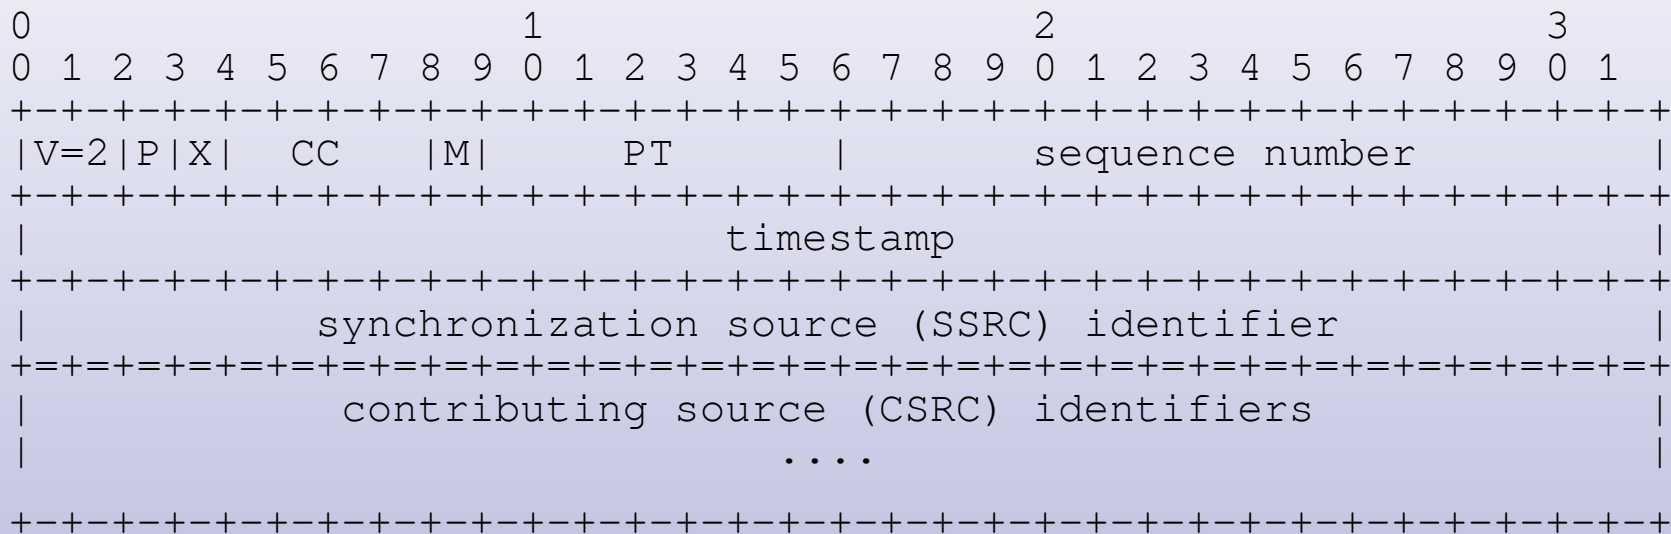 0                   1                   2                   3
0 1 2 3 4 5 6 7 8 9 0 1 2 3 4 5 6 7 8 9 0 1 2 3 4 5 6 7 8 9 0 1
+-+-+-+-+-+-+-+-+-+-+-+-+-+-+-+-+-+-+-+-+-+-+-+-+-+-+-+-+-+-+-+-+
|V=2|P|X|  CC   |M|     PT      |       sequence number         |
+-+-+-+-+-+-+-+-+-+-+-+-+-+-+-+-+-+-+-+-+-+-+-+-+-+-+-+-+-+-+-+-+
|                           timestamp                           |
+-+-+-+-+-+-+-+-+-+-+-+-+-+-+-+-+-+-+-+-+-+-+-+-+-+-+-+-+-+-+-+-+
|           synchronization source (SSRC) identifier            |
+=+=+=+=+=+=+=+=+=+=+=+=+=+=+=+=+=+=+=+=+=+=+=+=+=+=+=+=+=+=+=+=+
|            contributing source (CSRC) identifiers             |
|                             ....                              |
+-+-+-+-+-+-+-+-+-+-+-+-+-+-+-+-+-+-+-+-+-+-+-+-+-+-+-+-+-+-+-+-+